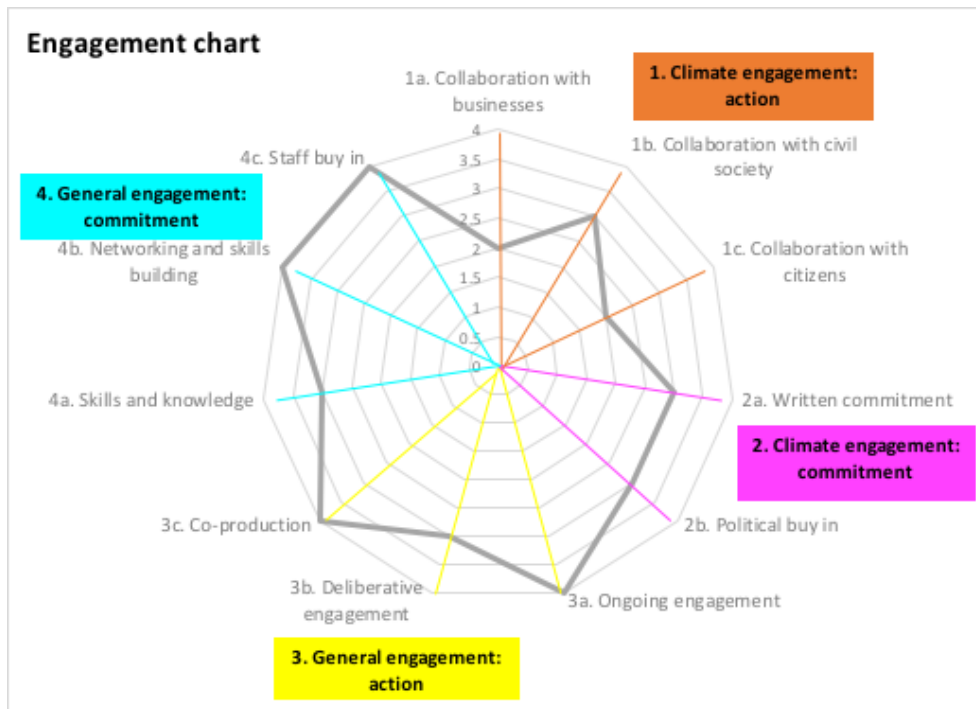 Engagement chart
1a. Collaboration with
businesses
1. Climate engagement:
action
1b. Collaboration with civil
society
4c. Staff buy in
4. General engagement:
commitment
4b. Networking and skills
building
1c. Collaboration with
citizens
4
3.5
3
2.5
2
1.5
1
0.5
0
4a. Skills and knowledge
2a. Written commitment
2. Climate engagement:
commitment
3c. Co-production
2b. Political buy in
3b. Deliberative
engagement
3a. Ongoing engagement
3. General engagement:
action